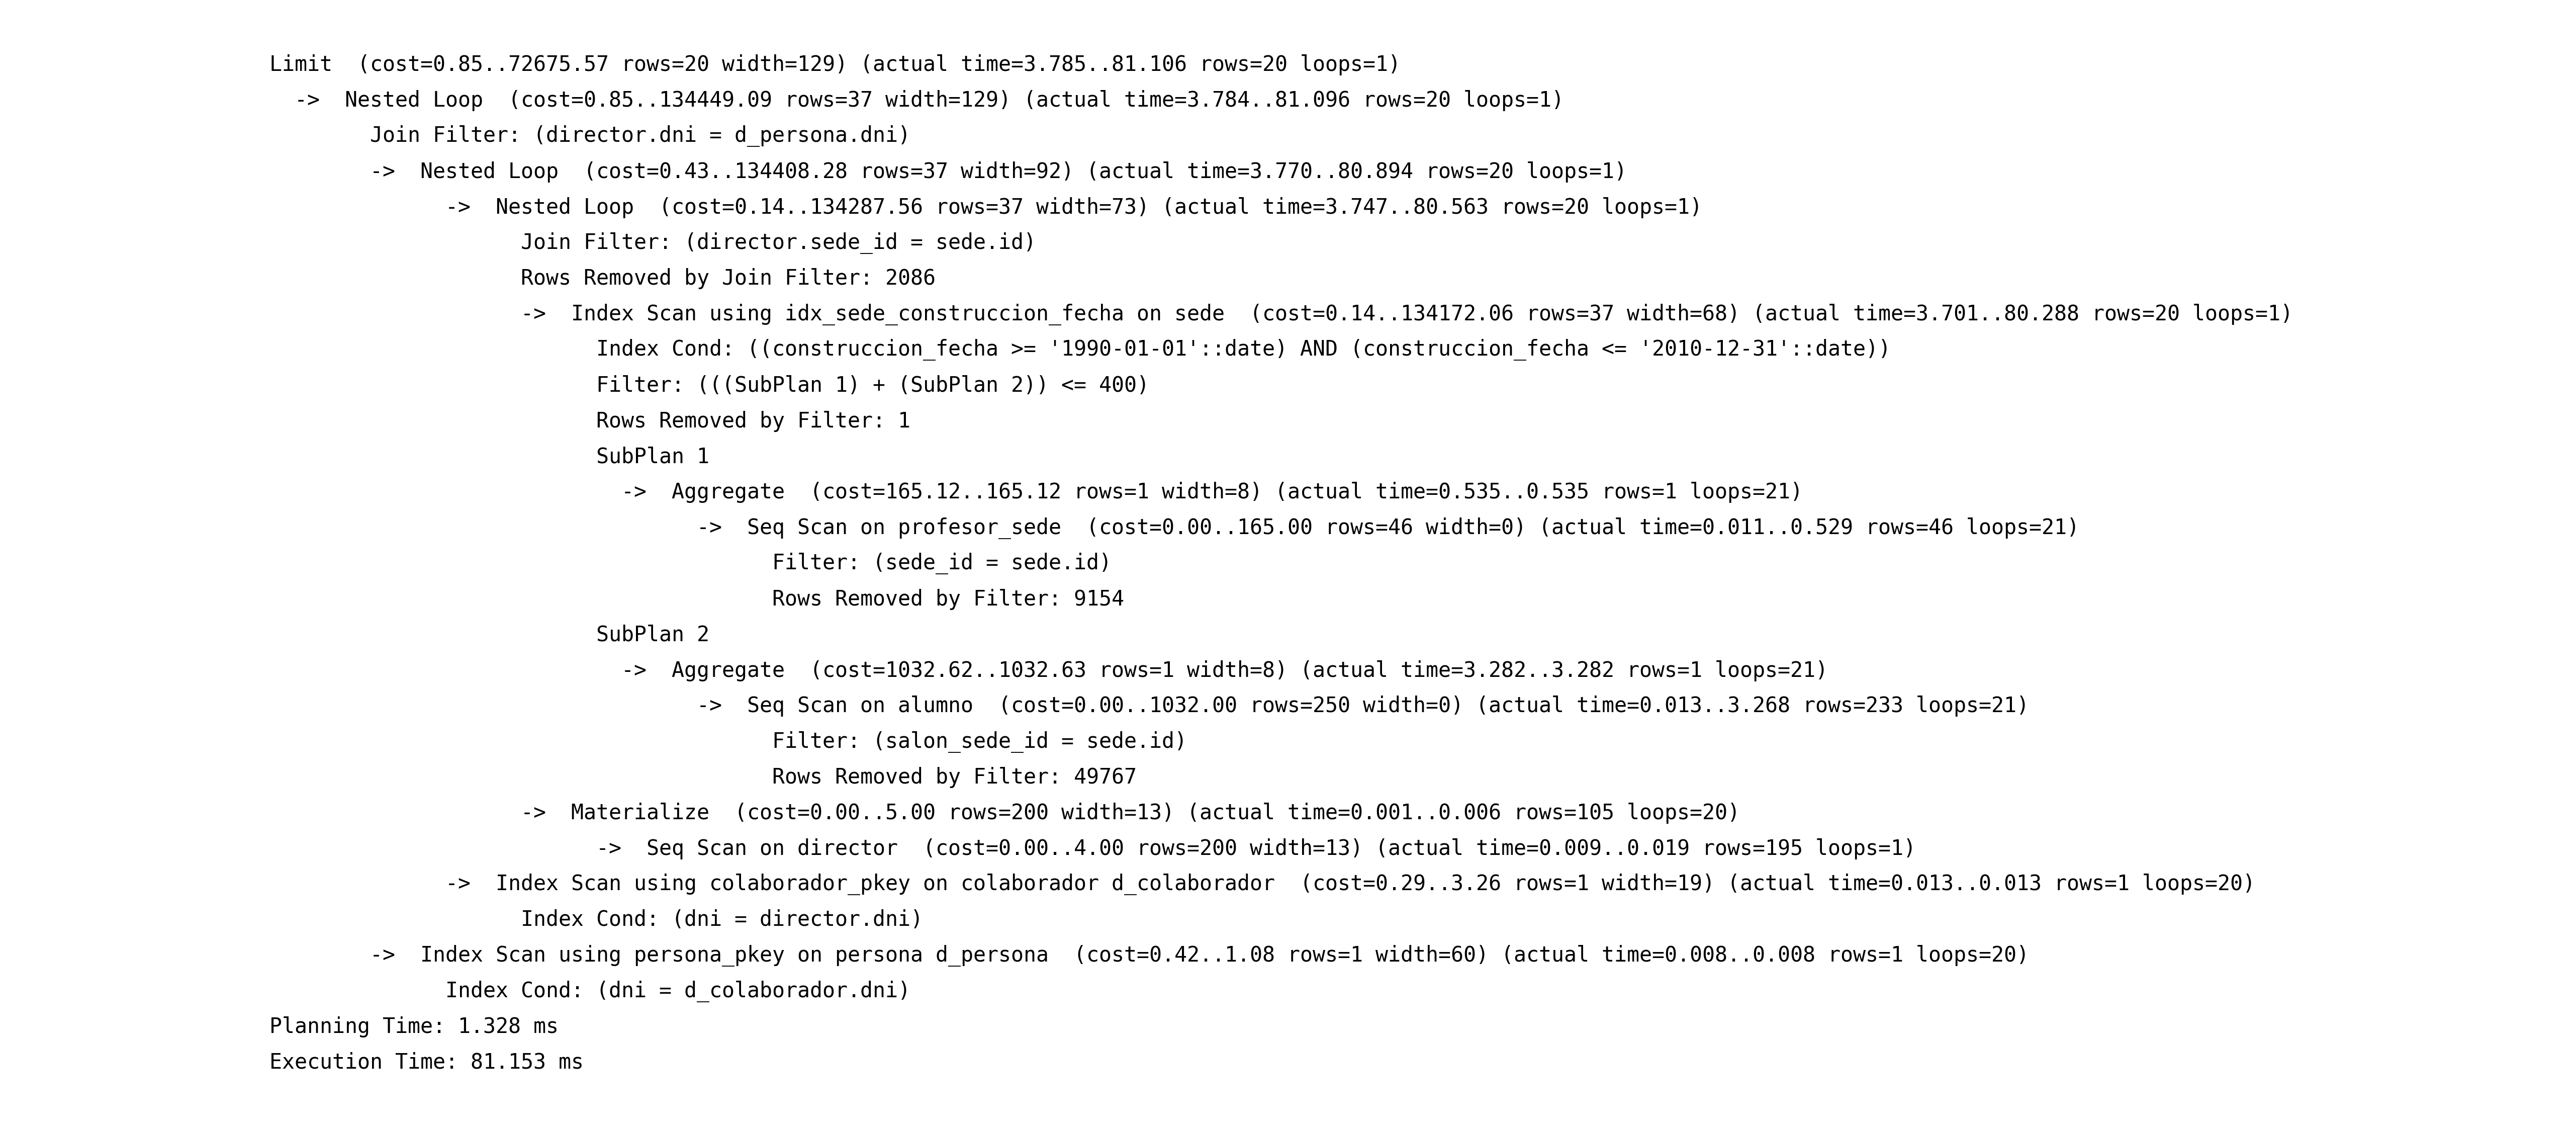 Limit  (cost=0.85..72675.57 rows=20 width=129) (actual time=3.785..81.106 rows=20 loops=1)
  ->  Nested Loop  (cost=0.85..134449.09 rows=37 width=129) (actual time=3.784..81.096 rows=20 loops=1)
        Join Filter: (director.dni = d_persona.dni)
        ->  Nested Loop  (cost=0.43..134408.28 rows=37 width=92) (actual time=3.770..80.894 rows=20 loops=1)
              ->  Nested Loop  (cost=0.14..134287.56 rows=37 width=73) (actual time=3.747..80.563 rows=20 loops=1)
                    Join Filter: (director.sede_id = sede.id)
                    Rows Removed by Join Filter: 2086
                    ->  Index Scan using idx_sede_construccion_fecha on sede  (cost=0.14..134172.06 rows=37 width=68) (actual time=3.701..80.288 rows=20 loops=1)
                          Index Cond: ((construccion_fecha >= '1990-01-01'::date) AND (construccion_fecha <= '2010-12-31'::date))
                          Filter: (((SubPlan 1) + (SubPlan 2)) <= 400)
                          Rows Removed by Filter: 1
                          SubPlan 1
                            ->  Aggregate  (cost=165.12..165.12 rows=1 width=8) (actual time=0.535..0.535 rows=1 loops=21)
                                  ->  Seq Scan on profesor_sede  (cost=0.00..165.00 rows=46 width=0) (actual time=0.011..0.529 rows=46 loops=21)
                                        Filter: (sede_id = sede.id)
                                        Rows Removed by Filter: 9154
                          SubPlan 2
                            ->  Aggregate  (cost=1032.62..1032.63 rows=1 width=8) (actual time=3.282..3.282 rows=1 loops=21)
                                  ->  Seq Scan on alumno  (cost=0.00..1032.00 rows=250 width=0) (actual time=0.013..3.268 rows=233 loops=21)
                                        Filter: (salon_sede_id = sede.id)
                                        Rows Removed by Filter: 49767
                    ->  Materialize  (cost=0.00..5.00 rows=200 width=13) (actual time=0.001..0.006 rows=105 loops=20)
                          ->  Seq Scan on director  (cost=0.00..4.00 rows=200 width=13) (actual time=0.009..0.019 rows=195 loops=1)
              ->  Index Scan using colaborador_pkey on colaborador d_colaborador  (cost=0.29..3.26 rows=1 width=19) (actual time=0.013..0.013 rows=1 loops=20)
                    Index Cond: (dni = director.dni)
        ->  Index Scan using persona_pkey on persona d_persona  (cost=0.42..1.08 rows=1 width=60) (actual time=0.008..0.008 rows=1 loops=20)
              Index Cond: (dni = d_colaborador.dni)
Planning Time: 1.328 ms
Execution Time: 81.153 ms